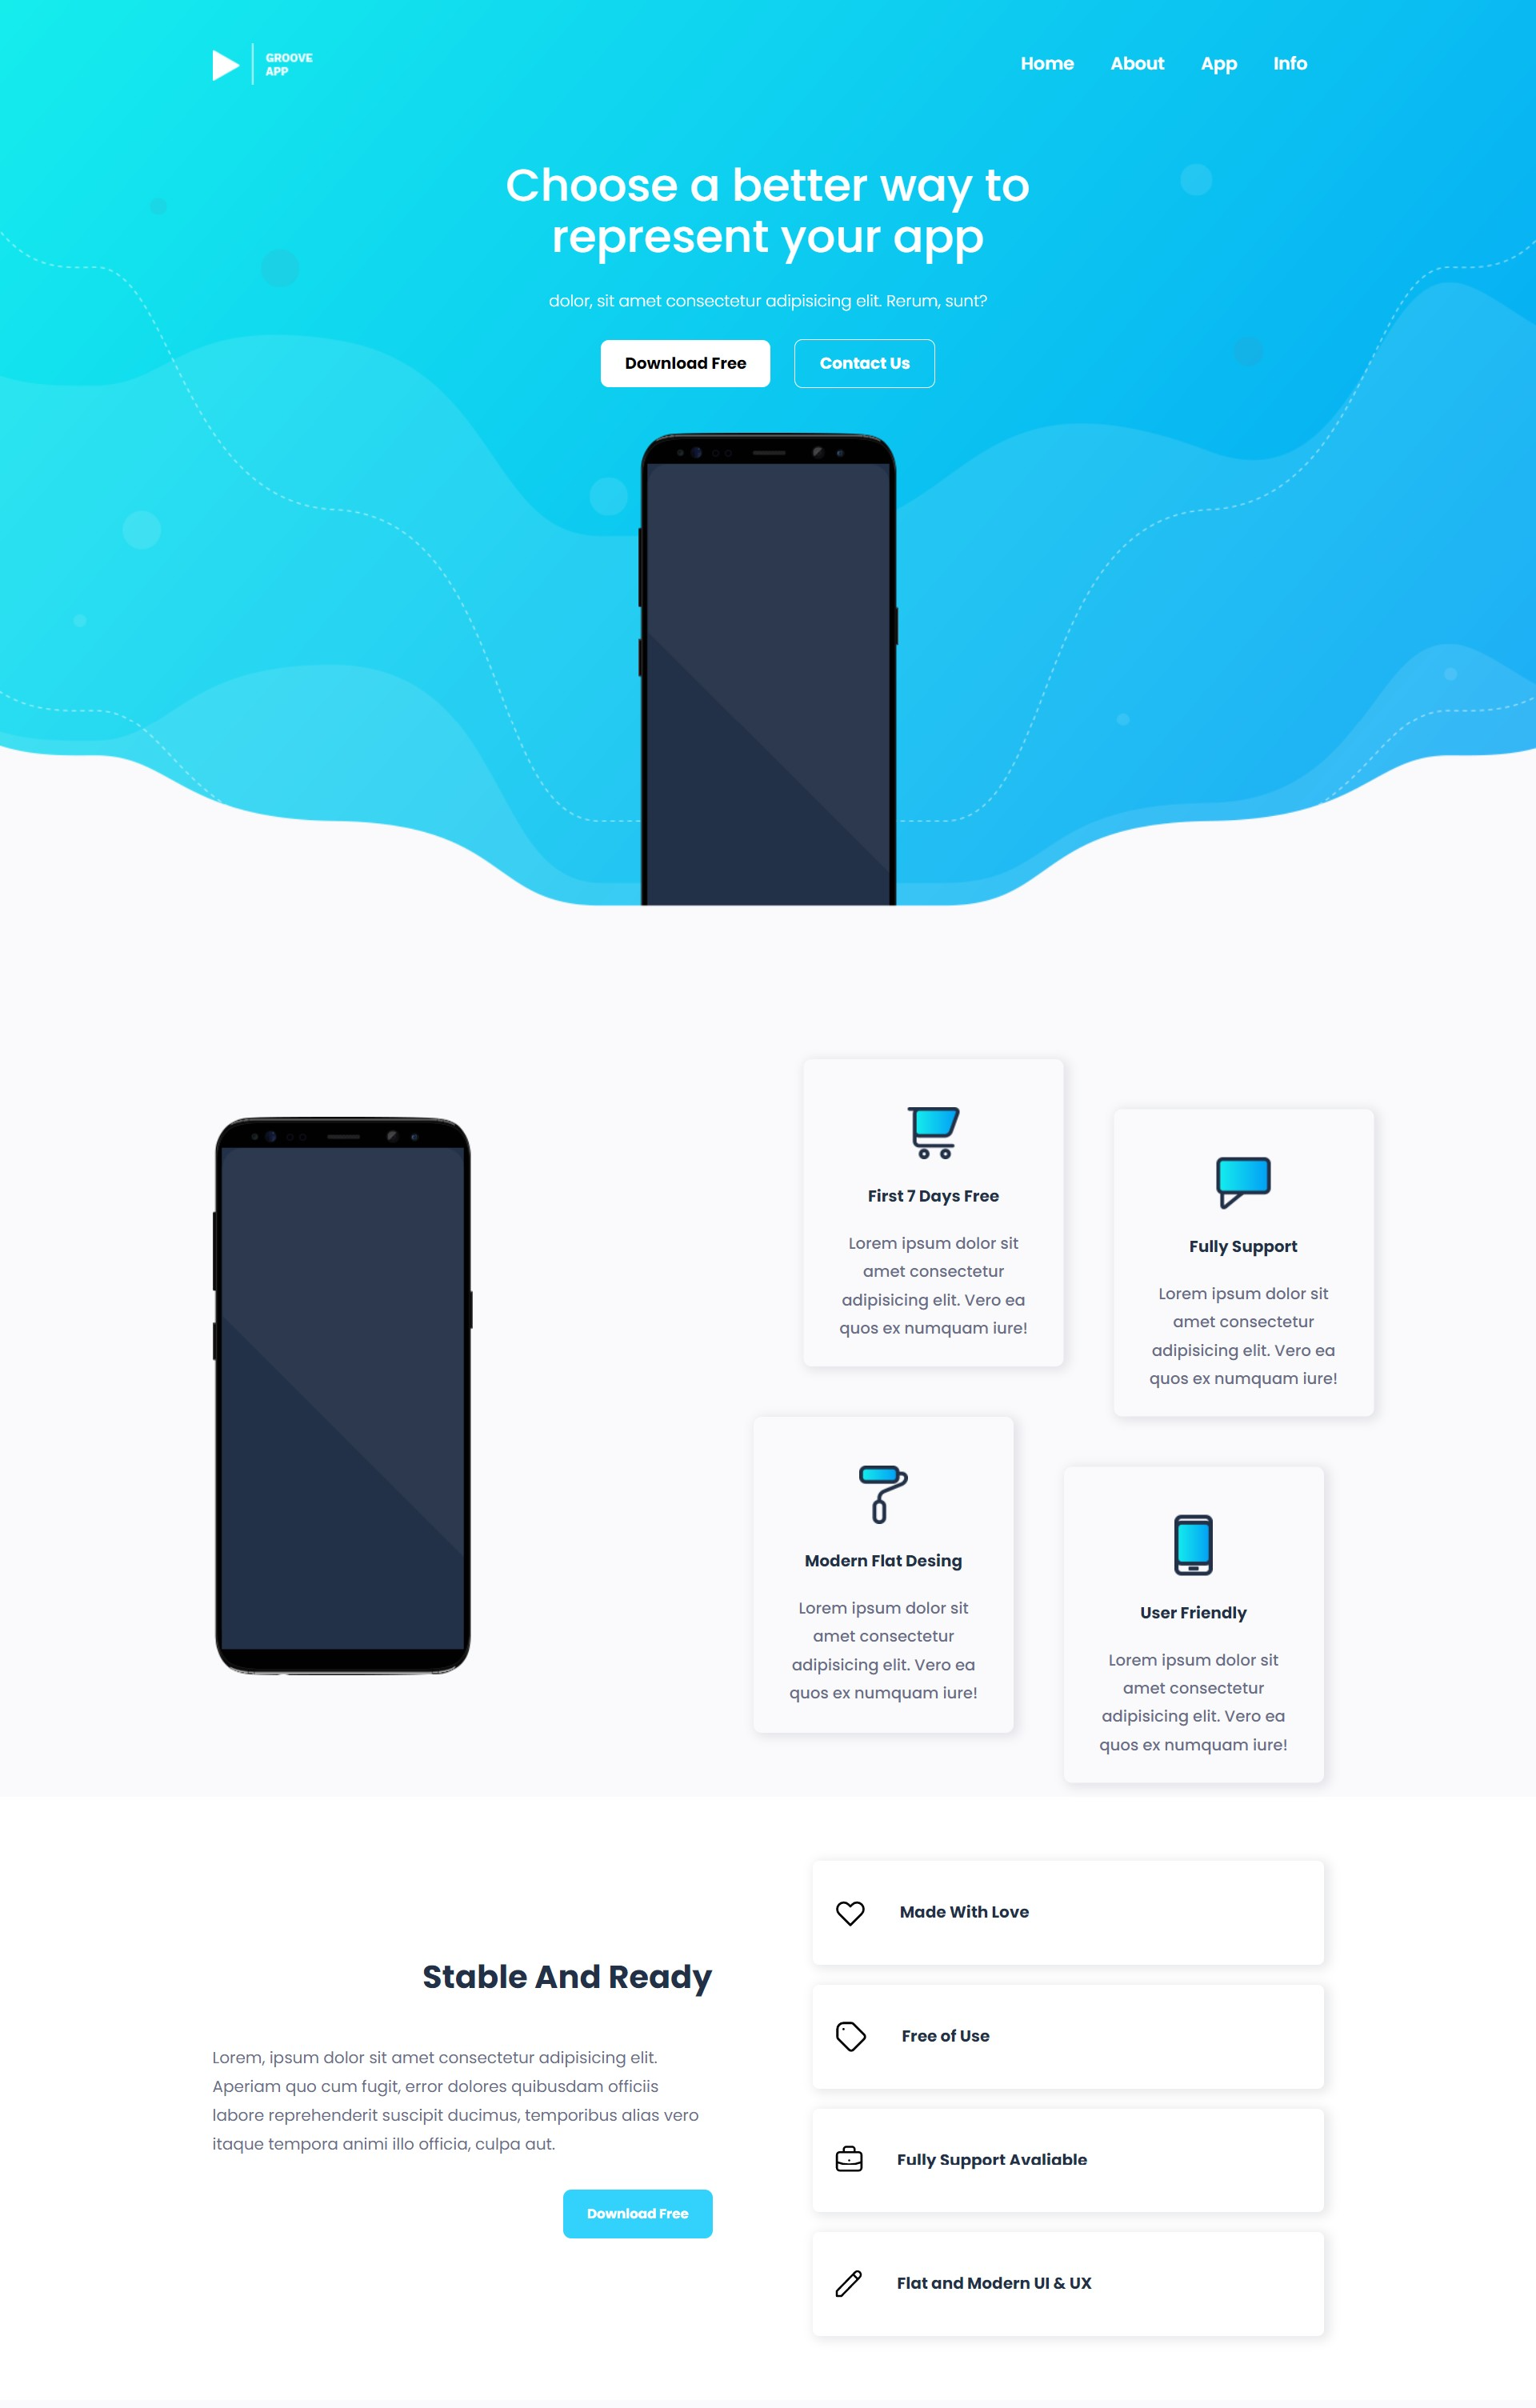 GROOVE
APP
Home About App Info
Choose a better way to
represent your app
dolor, sit amet consectetur adipisicing elit. Rerum, sunt?
Download Free Contact Us
First 7 Days Free
Lorem ipsum dolor sit
amet consectetur
adipisicing elit. Vero ea
quos ex numquam iure!
Fully Support
Lorem ipsum dolor sit
amet consectetur
adipisicing elit. Vero ea
quos ex numquam iure!
Modern Flat Desing
Lorem ipsum dolor sit
amet consectetur
adipisicing elit. Vero ea
quos ex numquam iure!
User Friendly
Lorem ipsum dolor sit
amet consectetur
adipisicing elit. Vero ea
quos ex numquam iure!
Stable And Ready
Lorem, ipsum dolor sit amet consectetur adipisicing elit.
Aperiam quo cum fugit, error dolores quibusdam officiis
labore reprehenderit suscipit ducimus, temporibus alias vero
itaque tempora animi illo officia, culpa aut.
Download Free
Made With Love
Free of Use
Fully Support Avaliable
Flat and Modern UI & UX